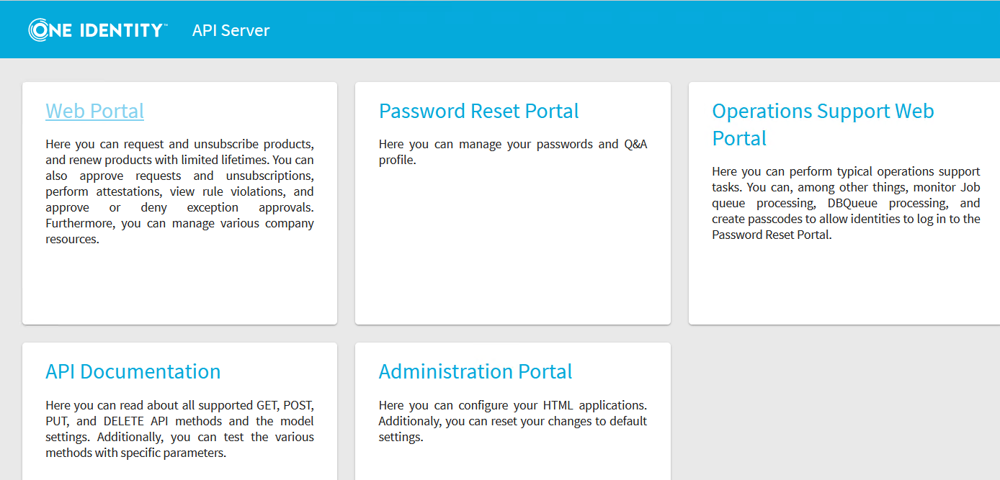 ONE IDENTITY™ API Server
Web Portal
Here you can request and unsubscribe products,
and renew products with limited lifetimes. You can
also approve requests and unsubscriptions,
perform attestations, view rule violations, and
approve or deny exception approvals.
Furthermore, you can manage various company
resources.
Password Reset Portal
Here you can manage your passwords and Q&A
profile.
Operations Support Web
Portal
Here you can perform typical operations support
tasks. You can, among other things, monitor Job
queue processing, DBQueue processing, and
create passcodes to allow identities to log in to the
Password Reset Portal.
API Documentation
Here you can read about all supported GET, POST,
PUT, and DELETE API methods and the model
settings. Additionally, you can test the various
methods with specific parameters.
Administration Portal
Here you can configure your HTML applications.
Additionaly, you can reset your changes to default
settings.